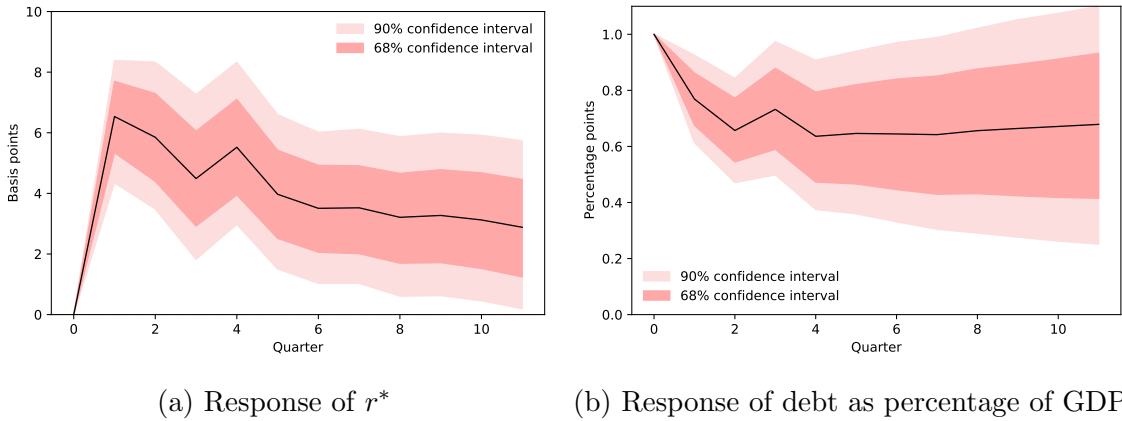 10
8
6
4
2
0
Basis points
90% confidence interval
68% confidence interval
0 2 4 6 8 10
Quarter
(a) Response of r*
1.0
0.8
0.6
0.4
0.2
0.0
Percentage points
90% confidence interval
68% confidence interval
0 2 4 6 8 10
Quarter
(b) Response of debt as percentage of GDP